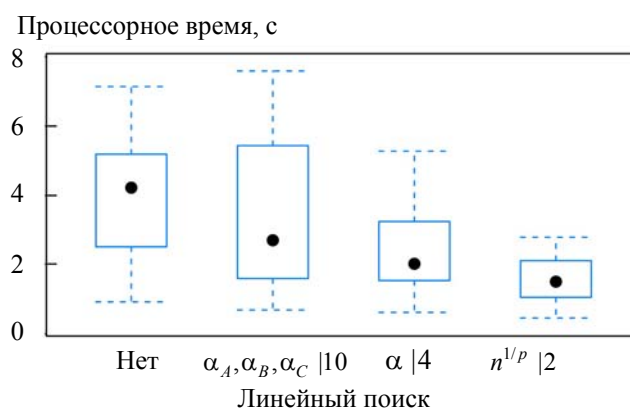 Процессорное время, с
8
6
4
2
0
Нет α_A, α_B, α_C |10 α |4 n^{1/p} |2
Линейный поиск